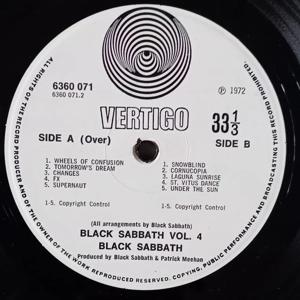 ALL RIGHTS OF THE RECORD PRODUCER AND OF THE OWNER OF THE WORK REPRODUCED RESERVED. COPYING, PUBLIC PERFORMANCE AND BROADCASTING THIS RECORD PROHIBITED.
6360 071
6360 071.2
℗ 1972
VERTIGO
33 1/3
SIDE A (Over)
SIDE B
1. WHEELS OF CONFUSION
2. TOMORROW'S DREAM
3. CHANGES
4. FX
5. SUPERNAUT
1. SNOWBLIND
2. CORNUCOPIA
3. LAGUNA SUNRISE
4. ST. VITUS DANCE
5. UNDER THE SUN
1-5. Copyright Control
1-5. Copyright Control
(All arrangements by Black Sabbath)
BLACK SABBATH VOL. 4
BLACK SABBATH
Produced by Black Sabbath & Patrick Meehan